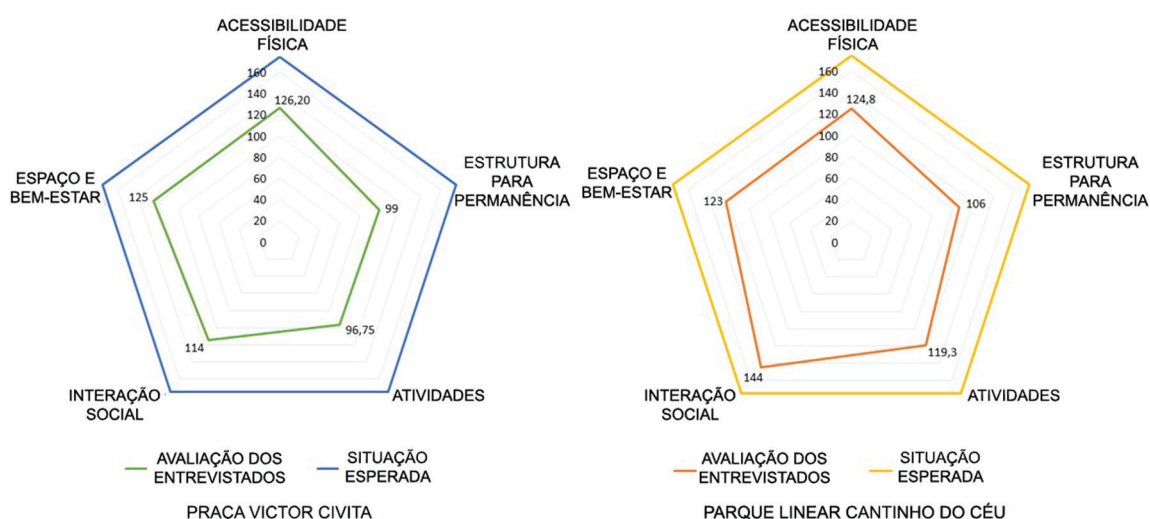 ACESSIBILIDADE
FÍSICA
160
140
120
100
80
60
40
20
0
126,20
ESPAÇO E
BEM-ESTAR
125
ESTRUTURA
PARA
PERMANÊNCIA
99
96,75
114
INTERAÇÃO
SOCIAL
ATIVIDADES
AVALIAÇÃO DOS
ENTREVISTADOS
SITUAÇÃO
ESPERADA
PRAÇA VICTOR CIVITA
ACESSIBILIDADE
FÍSICA
160
140
120
100
80
60
40
20
0
124,8
ESPAÇO E
BEM-ESTAR
123
ESTRUTURA
PARA
PERMANÊNCIA
106
119,3
144
INTERAÇÃO
SOCIAL
ATIVIDADES
AVALIAÇÃO DOS
ENTREVISTADOS
SITUAÇÃO
ESPERADA
PARQUE LINEAR CANTINHO DO CÉU